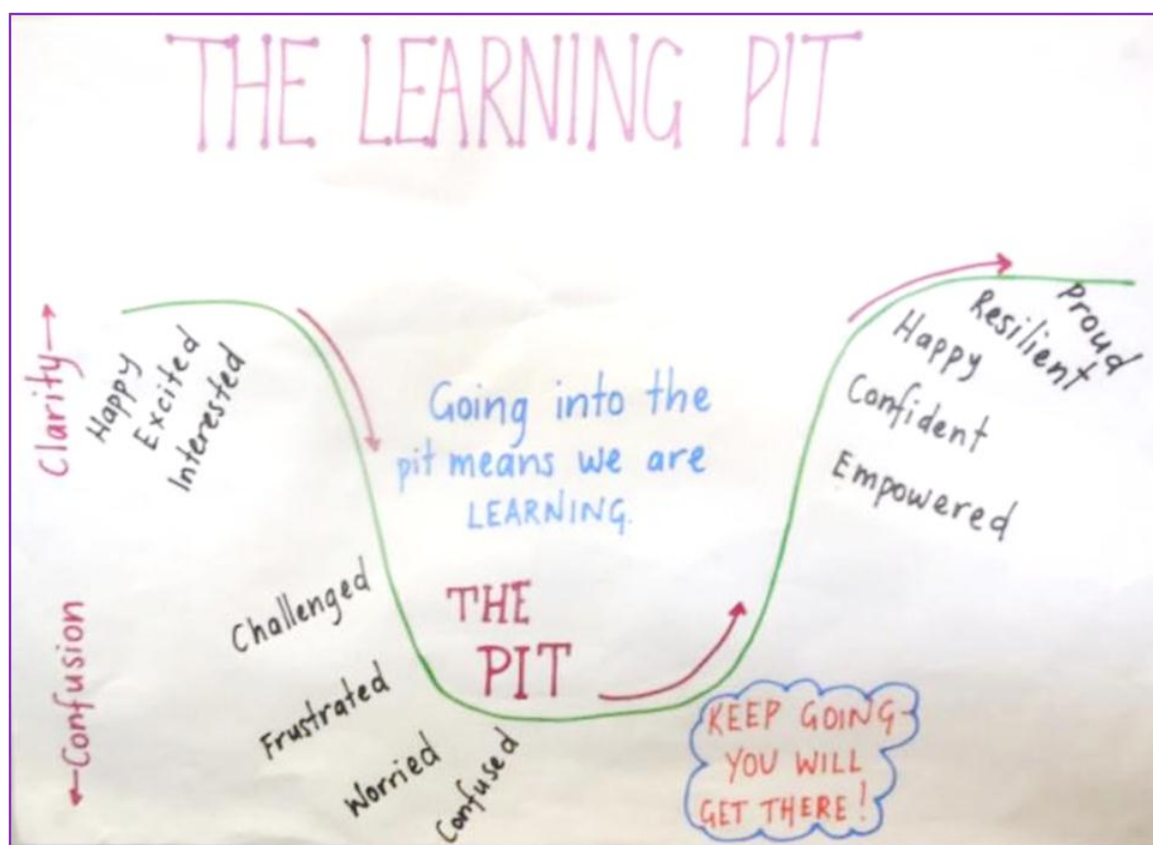 THE LEARNING PIT
Clarity→
Happy
Excited
Interested
Going into the
pit means we are
LEARNING.
Challenged
Frustrated
Worried
Confused
←Confusion
THE
PIT
KEEP GOING
YOU WILL
GET THERE!
Proud
Resilient
Happy
Confident
Empowered